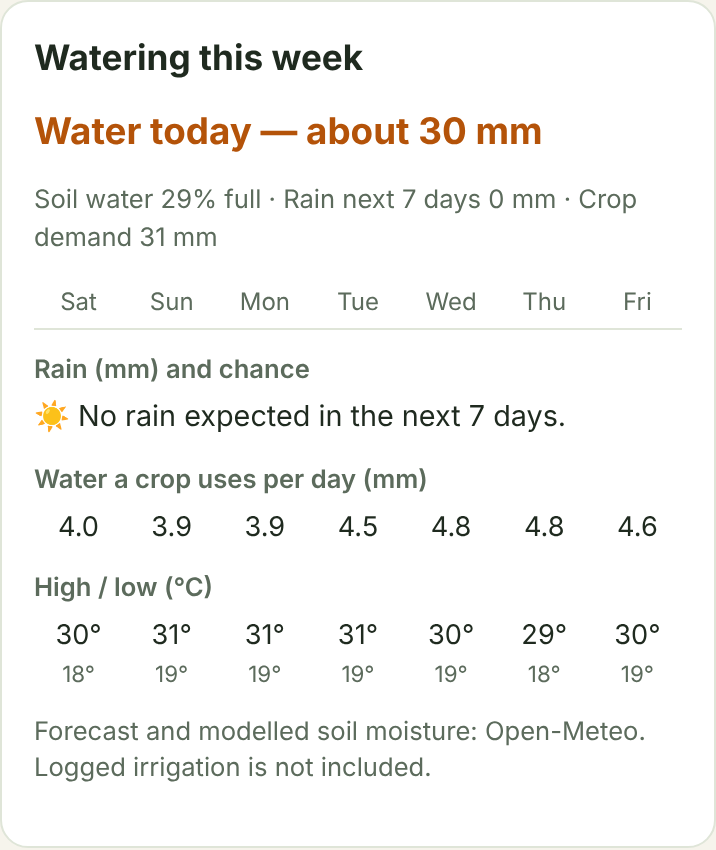 Watering this week
Water today — about 30 mm
Soil water 29% full · Rain next 7 days 0 mm · Crop
demand 31 mm
Sat Sun Mon Tue Wed Thu Fri
Rain (mm) and chance
☀️ No rain expected in the next 7 days.
Water a crop uses per day (mm)
4.0 3.9 3.9 4.5 4.8 4.8 4.6
High / low (°C)
30° 31° 31° 31° 30° 29° 30°
18° 19° 19° 19° 19° 18° 19°
Forecast and modelled soil moisture: Open-Meteo.
Logged irrigation is not included.